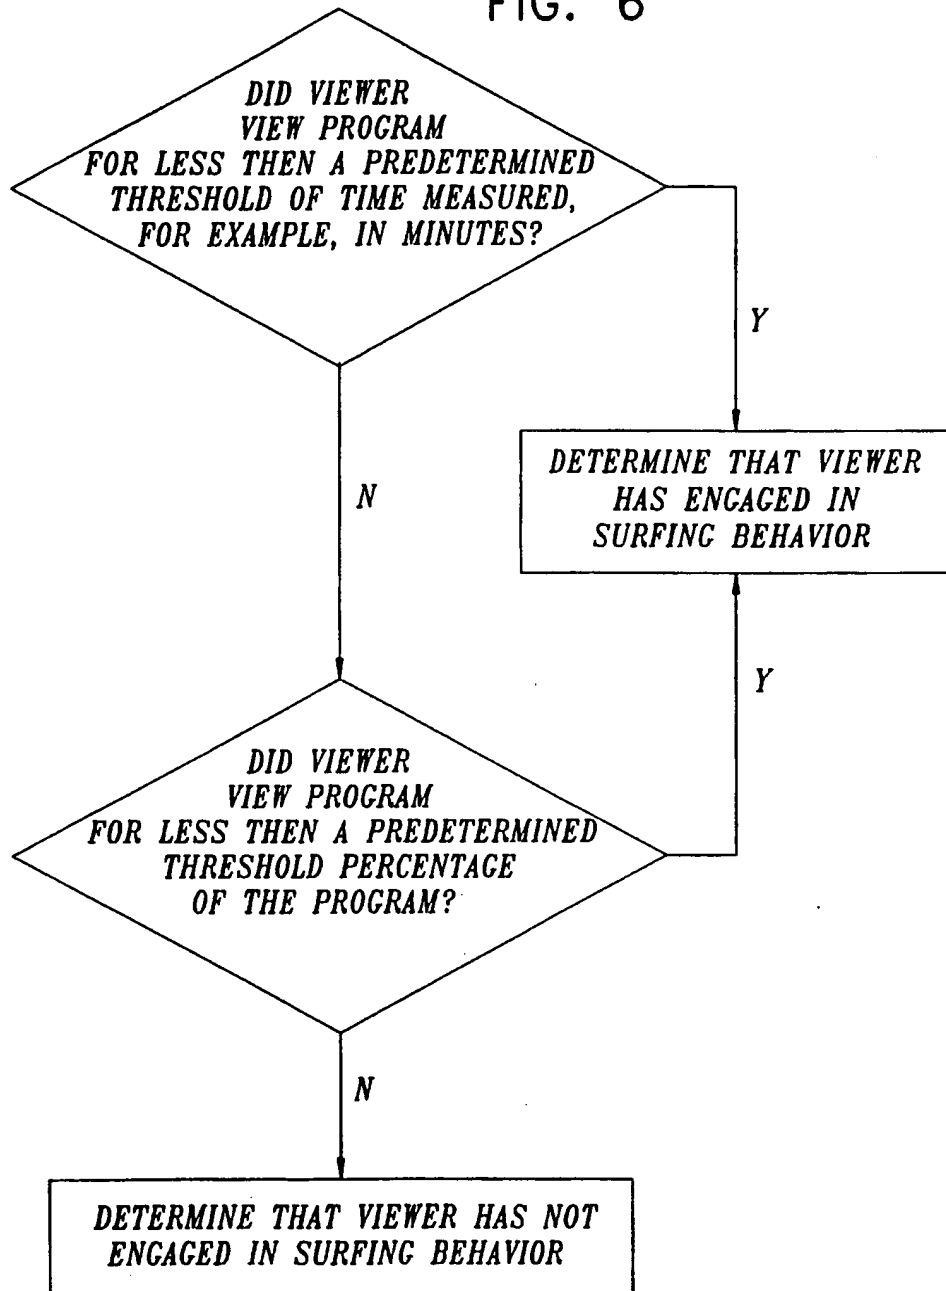 FIG. 6
DID VIEWER
VIEW PROGRAM
FOR LESS THEN A PREDETERMINED
THRESHOLD OF TIME MEASURED,
FOR EXAMPLE, IN MINUTES?
Y
DETERMINE THAT VIEWER
HAS ENGAGED IN
SURFING BEHAVIOR
N
Y
DID VIEWER
VIEW PROGRAM
FOR LESS THEN A PREDETERMINED
THRESHOLD PERCENTAGE
OF THE PROGRAM?
N
DETERMINE THAT VIEWER HAS NOT
ENGAGED IN SURFING BEHAVIOR